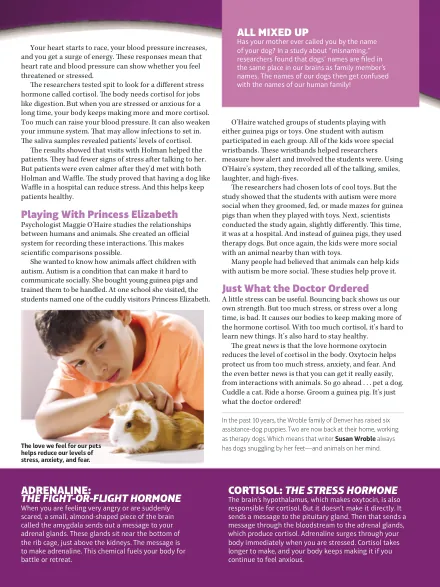 Your heart starts to race, your blood pressure increases,
and you get a surge of energy. These responses mean that
heart rate and blood pressure can show whether you feel
threatened or stressed.
The researchers tested spit to look for a different stress
hormone called cortisol. The body needs cortisol for jobs
like digestion. But when you are stressed or anxious for a
long time, your body keeps making more and more cortisol.
Too much can raise your blood pressure. It can also weaken
your immune system. That may allow infections to set in.
The saliva samples revealed patients' levels of cortisol.
The results showed that visits with Holman helped the
patients. They had fewer signs of stress after talking to her.
But patients were even calmer after they'd met with both
Holman and Waffle. The study proved that having a dog like
Waffle in a hospital can reduce stress. And this helps keep
patients healthy.
Playing With Princess Elizabeth
Psychologist Maggie O'Haire studies the relationships
between humans and animals. She created an official
system for recording these interactions. This makes
scientific comparisons possible.
She wanted to know how animals affect children with
autism. Autism is a condition that can make it hard to
communicate socially. She bought young guinea pigs and
trained them to be handled. At one school she visited, the
students named one of the cuddly visitors Princess Elizabeth.
The love we feel for our pets
helps reduce our levels of
stress, anxiety, and fear.
ALL MIXED UP
Has your mother ever called you by the name
of your dog? In a study about "misnaming,"
researchers found that dogs' names are filed in
the same place in our brains as family member's
names. The names of our dogs then get confused
with the names of our human family!
O'Haire watched groups of students playing with
either guinea pigs or toys. One student with autism
participated in each group. All of the kids wore special
wristbands. These wristbands helped researchers
measure how alert and involved the students were. Using
O'Haire's system, they recorded all of the talking, smiles,
laughter, and high-fives.
The researchers had chosen lots of cool toys. But the
study showed that the students with autism were more
social when they groomed, fed, or made mazes for guinea
pigs than when they played with toys. Next, scientists
conducted the study again, slightly differently. This time,
it was at a hospital. And instead of guinea pigs, they used
therapy dogs. But once again, the kids were more social
with an animal nearby than with toys.
Many people had believed that animals can help kids
with autism be more social. These studies help prove it.
Just What the Doctor Ordered
A little stress can be useful. Bouncing back shows us our
own strength. But too much stress, or stress over a long
time, is bad. It causes our bodies to keep making more of
the hormone cortisol. With too much cortisol, it's hard to
learn new things. It's also hard to stay healthy.
The great news is that the love hormone oxytocin
reduces the level of cortisol in the body. Oxytocin helps
protect us from too much stress, anxiety, and fear. And
the even better news is that you can get it really easily,
from interactions with animals. So go ahead . . . pet a dog.
Cuddle a cat. Ride a horse. Groom a guinea pig. It's just
what the doctor ordered!
In the past 10 years, the Wroble family of Denver has raised six
assistance-dog puppies. Two are now back at their home, working
as therapy dogs. Which means that writer Susan Wroble always
has dogs snuggling by her feet—and animals on her mind.
ADRENALINE:
THE FIGHT-OR-FLIGHT HORMONE
When you are feeling very angry or are suddenly
scared, a small, almond-shaped piece of the brain
called the amygdala sends out a message to your
adrenal glands. These glands sit near the bottom of
the rib cage, just above the kidneys. The message is
to make adrenaline. This chemical fuels your body for
battle or retreat.
CORTISOL: THE STRESS HORMONE
The brain's hypothalamus, which makes oxytocin, is also
responsible for cortisol. But it doesn't make it directly. It
sends a message to the pituitary gland. Then that sends a
message through the bloodstream to the adrenal glands,
which produce cortisol. Adrenaline surges through your
body immediately when you are stressed. Cortisol takes
longer to make, and your body keeps making it if you
continue to feel anxious.